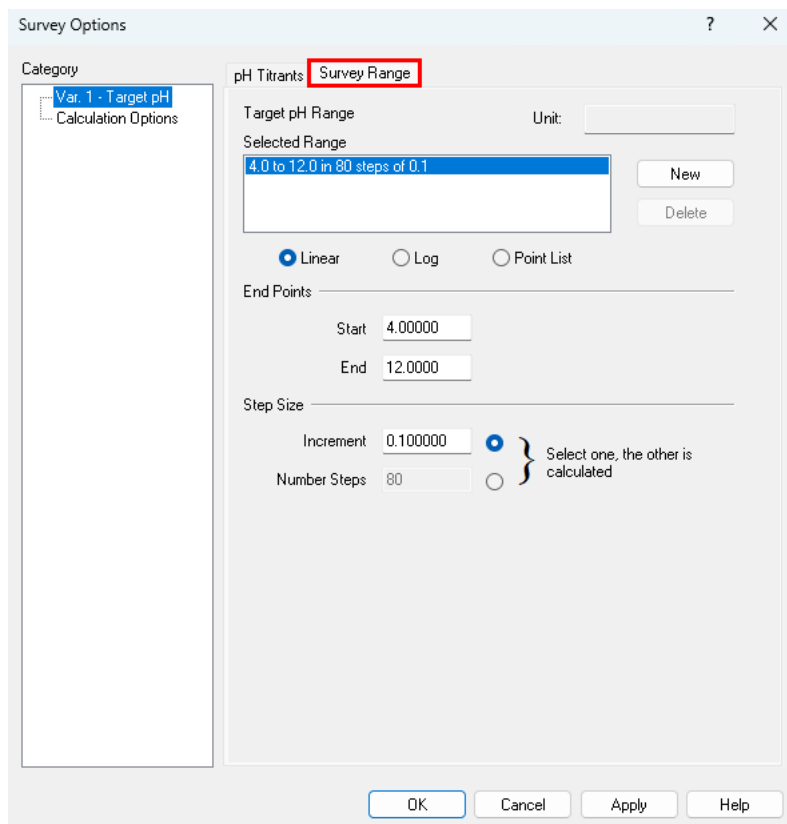 Survey Options ? X
Category
Var. 1 - Target pH
Calculation Options
pH Titrants Survey Range
Target pH Range Unit:
Selected Range
4.0 to 12.0 in 80 steps of 0.1
New
Delete
Linear Log Point List
End Points
Start 4.00000
End 12.0000
Step Size
Increment 0.100000
Number Steps 80
} Select one, the other is
calculated
OK Cancel Apply Help